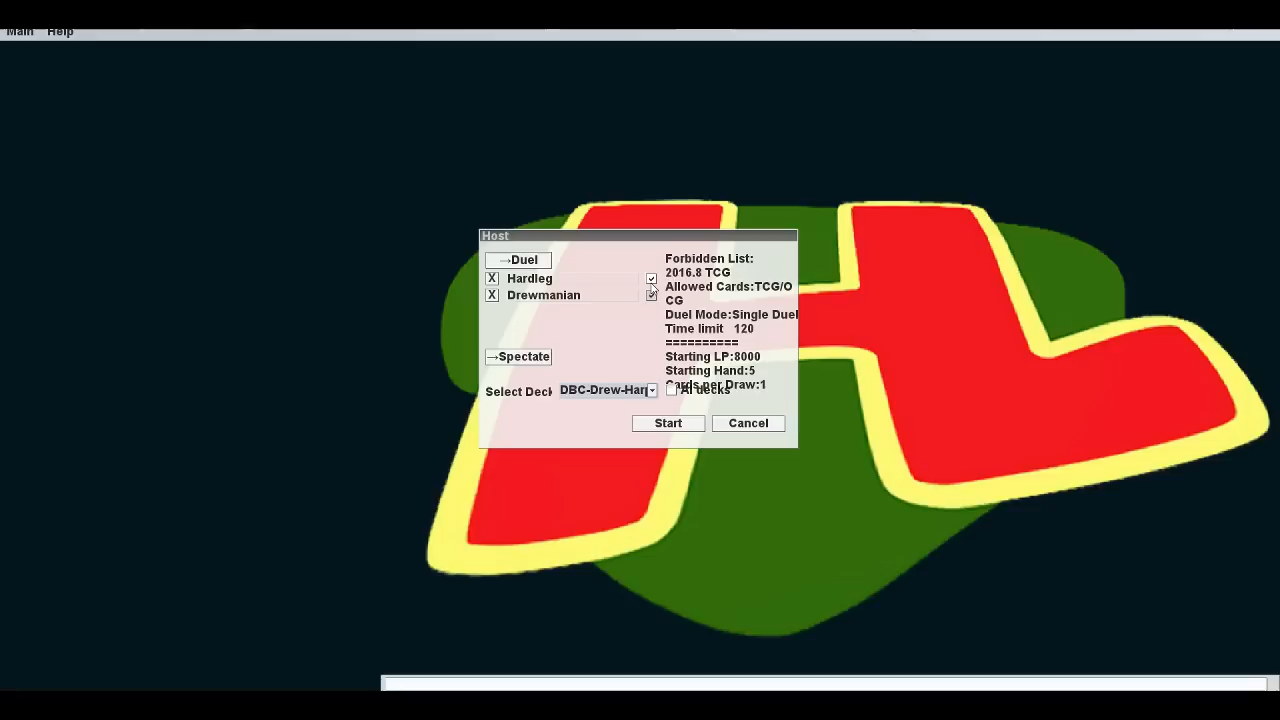 Main Help
Host
→Duel
X Hardleg
X Drewmanian
→Spectate
Select Deck DBC-Drew-Har
Forbidden List:
2016.8 TCG
Allowed Cards:TCG/O
CG
Duel Mode:Single Duel
Time limit 120
==========
Starting LP:8000
Starting Hand:5
Cards per Draw:1
AI decks
Start Cancel